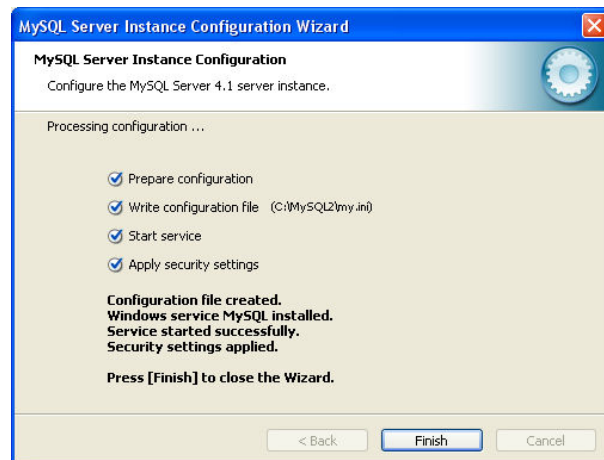 MySQL Server Instance Configuration Wizard
MySQL Server Instance Configuration
Configure the MySQL Server 4.1 server instance.
Processing configuration ...
Prepare configuration
Write configuration file (C:\MySQL2\my.ini)
Start service
Apply security settings
Configuration file created.
Windows service MySQL installed.
Service started successfully.
Security settings applied.
Press [Finish] to close the Wizard.
< Back Finish Cancel